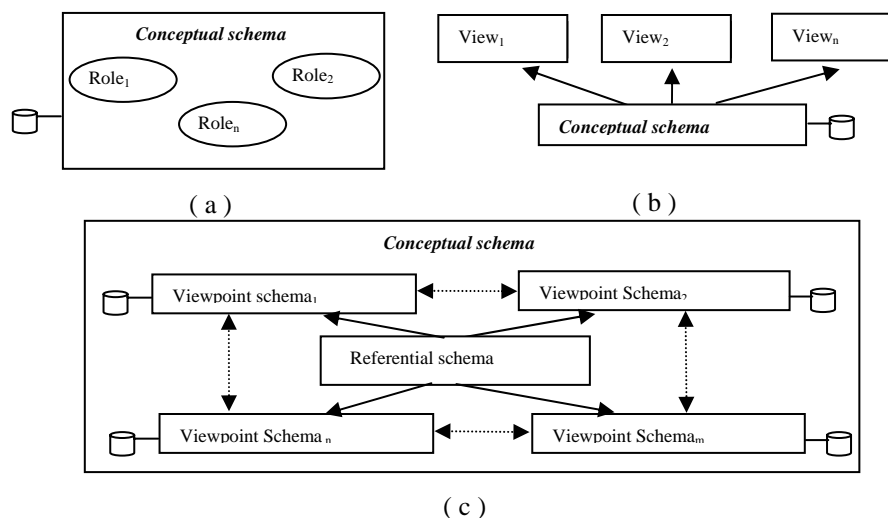 Conceptual schema
Role₁
Role₂
Roleₙ
( a )
View₁
View₂
Viewₙ
Conceptual schema
( b )
Conceptual schema
Viewpoint schema₁
Viewpoint Schema₂
Referential schema
Viewpoint Schema ₙ
Viewpoint Schemaₘ
( c )